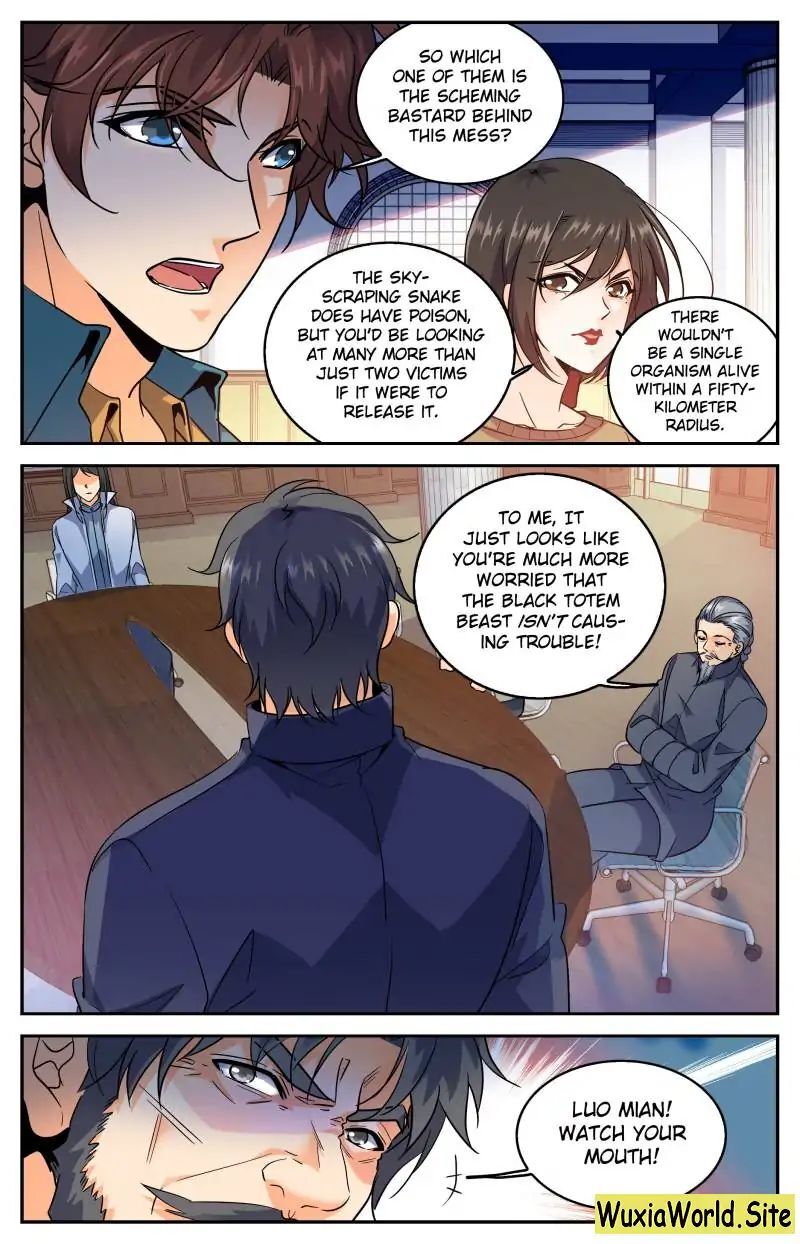 SO WHICH
ONE OF THEM IS
THE SCHEMING
BASTARD BEHIND
THIS MESS?
THE SKY-
SCRAPING SNAKE
DOES HAVE POISON,
BUT YOU'D BE LOOKING
AT MANY MORE THAN
JUST TWO VICTIMS
IF IT WERE TO
RELEASE IT.
THERE
WOULDN'T
BE A SINGLE
ORGANISM ALIVE
WITHIN A FIFTY-
KILOMETER
RADIUS.
TO ME, IT
JUST LOOKS LIKE
YOU'RE MUCH MORE
WORRIED THAT
THE BLACK TOTEM
BEAST ISN'T CAUS-
ING TROUBLE!
LUO MIAN!
WATCH YOUR
MOUTH!
WuxiaWorld.Site